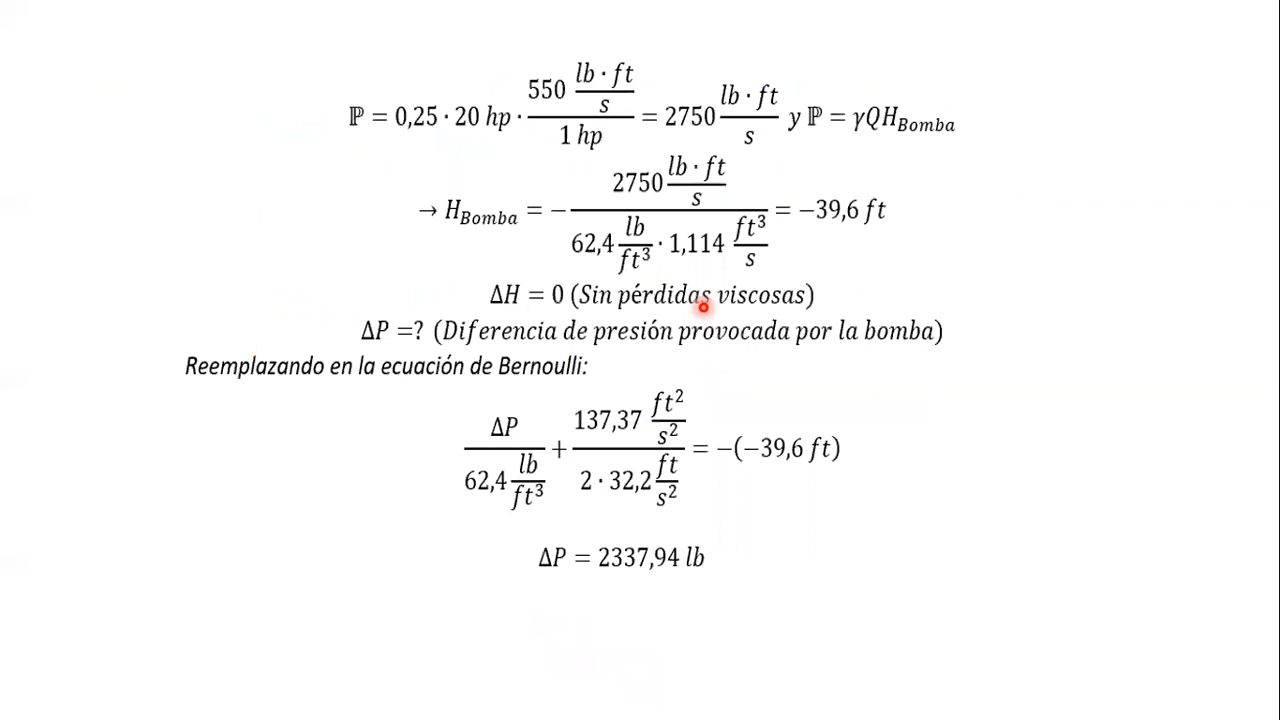 ℙ = 0,25 · 20 hp · (550 (lb · ft)/s)/(1 hp) = 2750 (lb · ft)/s y ℙ = γQH_Bomba
→ H_Bomba = − (2750 (lb · ft)/s)/(62,4 lb/ft³ · 1,114 ft³/s) = −39,6 ft
ΔH = 0 (Sin pérdidas viscosas)
ΔP =? (Diferencia de presión provocada por la bomba)
Reemplazando en la ecuación de Bernoulli:
ΔP/(62,4 lb/ft³) + (137,37 ft²/s²)/(2 · 32,2 ft/s²) = −(−39,6 ft)
ΔP = 2337,94 lb